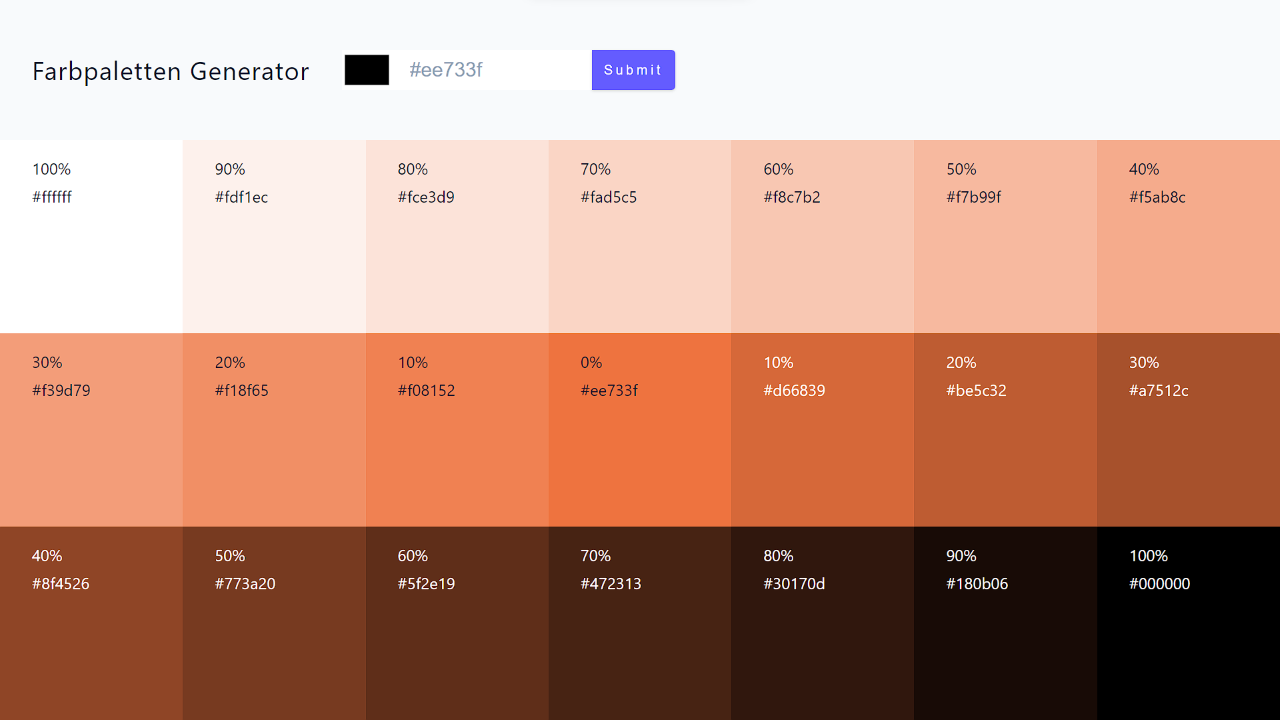 Farbpaletten Generator
#ee733f
Submit
100%
#ffffff
90%
#fdf1ec
80%
#fce3d9
70%
#fad5c5
60%
#f8c7b2
50%
#f7b99f
40%
#f5ab8c
30%
#f39d79
20%
#f18f65
10%
#f08152
0%
#ee733f
10%
#d66839
20%
#be5c32
30%
#a7512c
40%
#8f4526
50%
#773a20
60%
#5f2e19
70%
#472313
80%
#30170d
90%
#180b06
100%
#000000